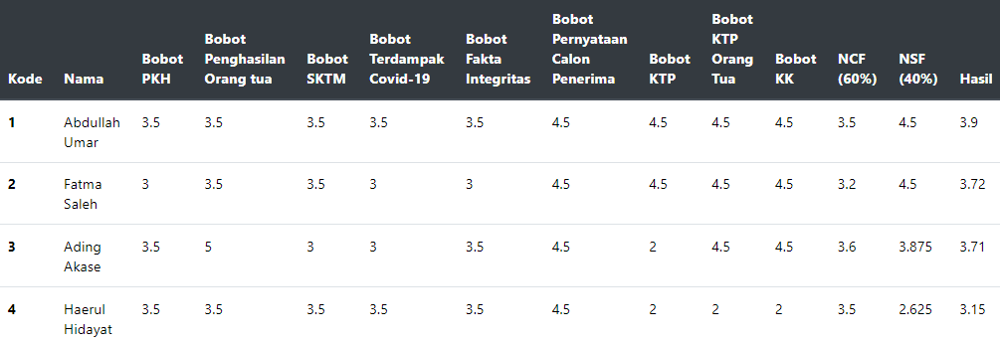 Kode Nama Bobot PKH Bobot Penghasilan Orang tua Bobot SKTM Bobot Terdampak Covid-19 Bobot Fakta Integritas Bobot Pernyataan Calon Penerima Bobot KTP Bobot KTP Orang Tua Bobot KK NCF (60%) NSF (40%) Hasil
1 Abdullah Umar 3.5 3.5 3.5 3.5 3.5 4.5 4.5 4.5 4.5 3.5 4.5 3.9
2 Fatma Saleh 3 3.5 3.5 3 3 4.5 4.5 4.5 4.5 3.2 4.5 3.72
3 Ading Akase 3.5 5 3 3 3.5 4.5 2 4.5 4.5 3.6 3.875 3.71
4 Haerul Hidayat 3.5 3.5 3.5 3.5 3.5 4.5 2 2 2 3.5 2.625 3.15